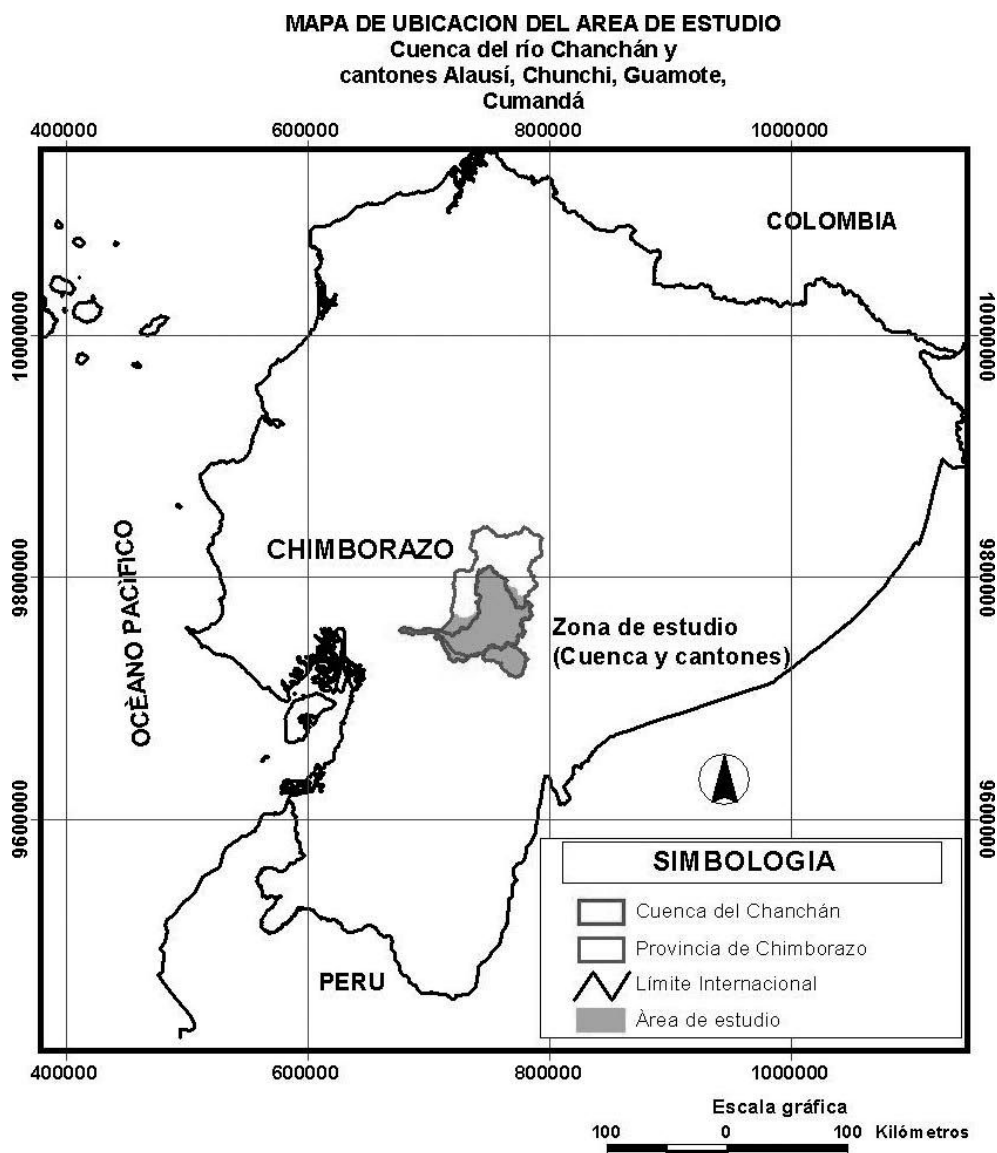 MAPA DE UBICACION DEL AREA DE ESTUDIO
Cuenca del río Chanchán y
cantones Alausí, Chunchi, Guamote,
Cumandá
400000 600000 800000 1000000
COLOMBIA
10000000 10000000
CHIMBORAZO
OCÈANO PACÌFICO
9800000 9800000
Zona de estudio
(Cuenca y cantones)
9600000 9600000
PERU
SIMBOLOGIA
Cuenca del Chanchán
Provincia de Chimborazo
Límite Internacional
Àrea de estudio
400000 600000 800000 1000000
Escala gráfica
100 0 100 Kilómetros